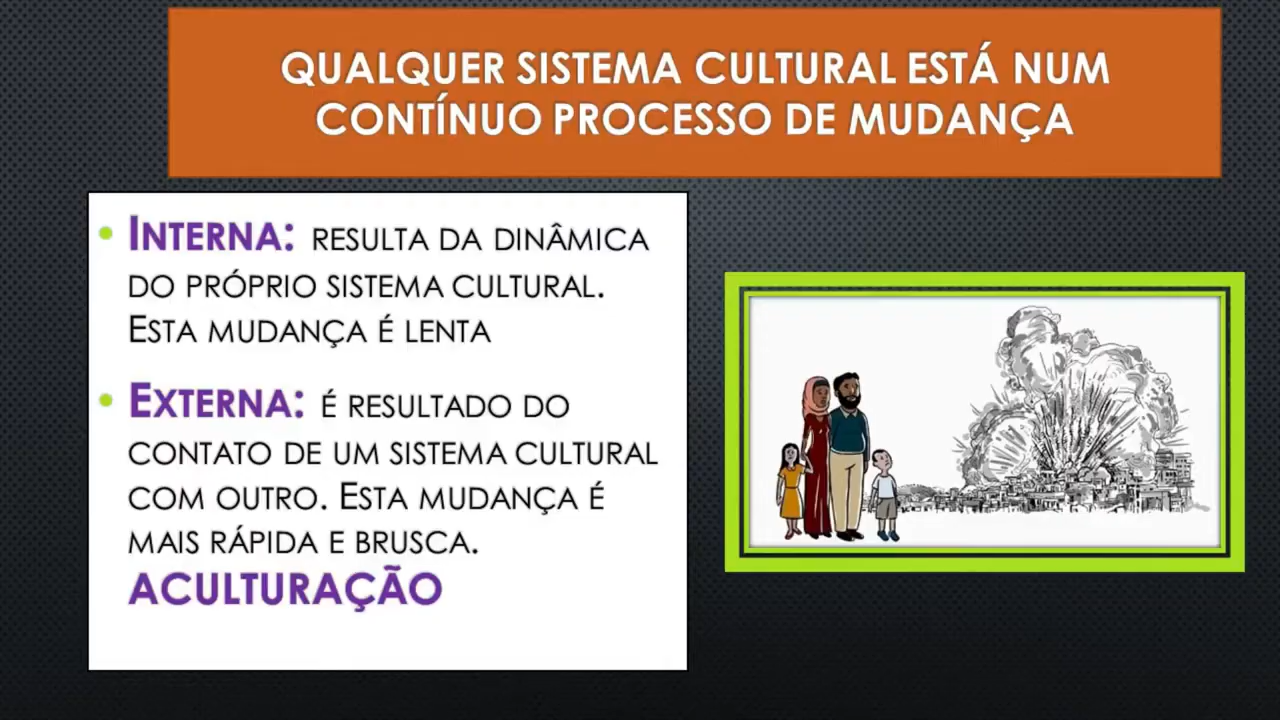 QUALQUER SISTEMA CULTURAL ESTÁ NUM
CONTÍNUO PROCESSO DE MUDANÇA
• INTERNA: RESULTA DA DINÂMICA
DO PRÓPRIO SISTEMA CULTURAL.
ESTA MUDANÇA É LENTA
• EXTERNA: É RESULTADO DO
CONTATO DE UM SISTEMA CULTURAL
COM OUTRO. ESTA MUDANÇA É
MAIS RÁPIDA E BRUSCA.
ACULTURAÇÃO